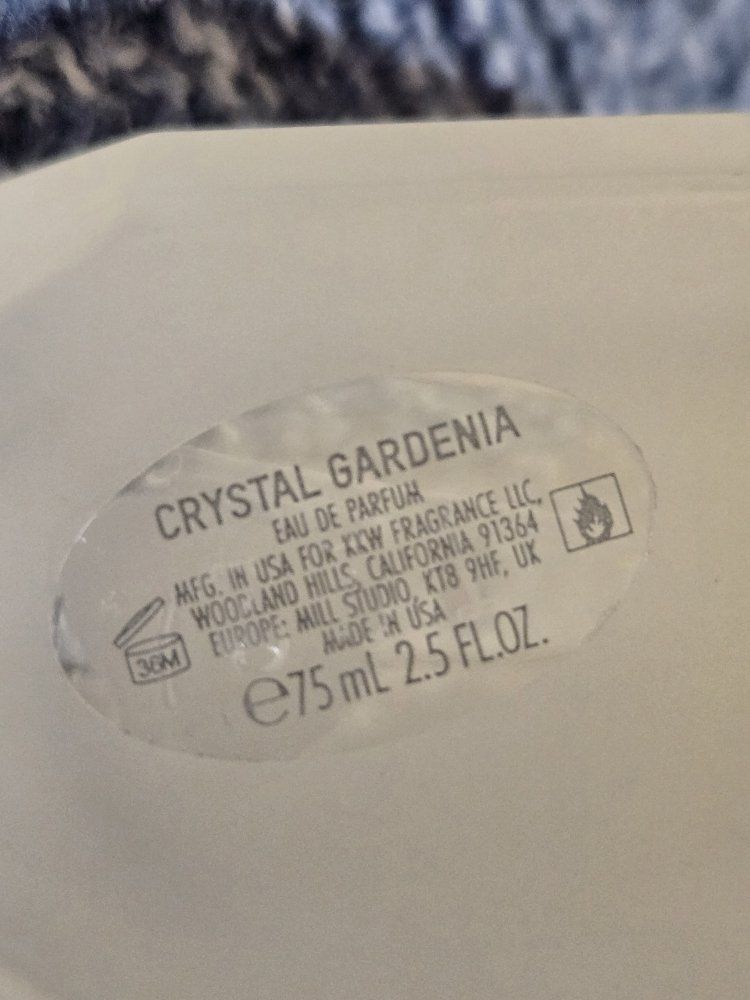 CRYSTAL GARDENIA
EAU DE PARFUM
MFG. IN USA FOR KKW FRAGRANCE LLC,
WOODLAND HILLS, CALIFORNIA 91364
EUROPE: MILL STUDIO, KT8 9HF, UK
MADE IN USA
36M
℮75 mL 2.5 FL.OZ.